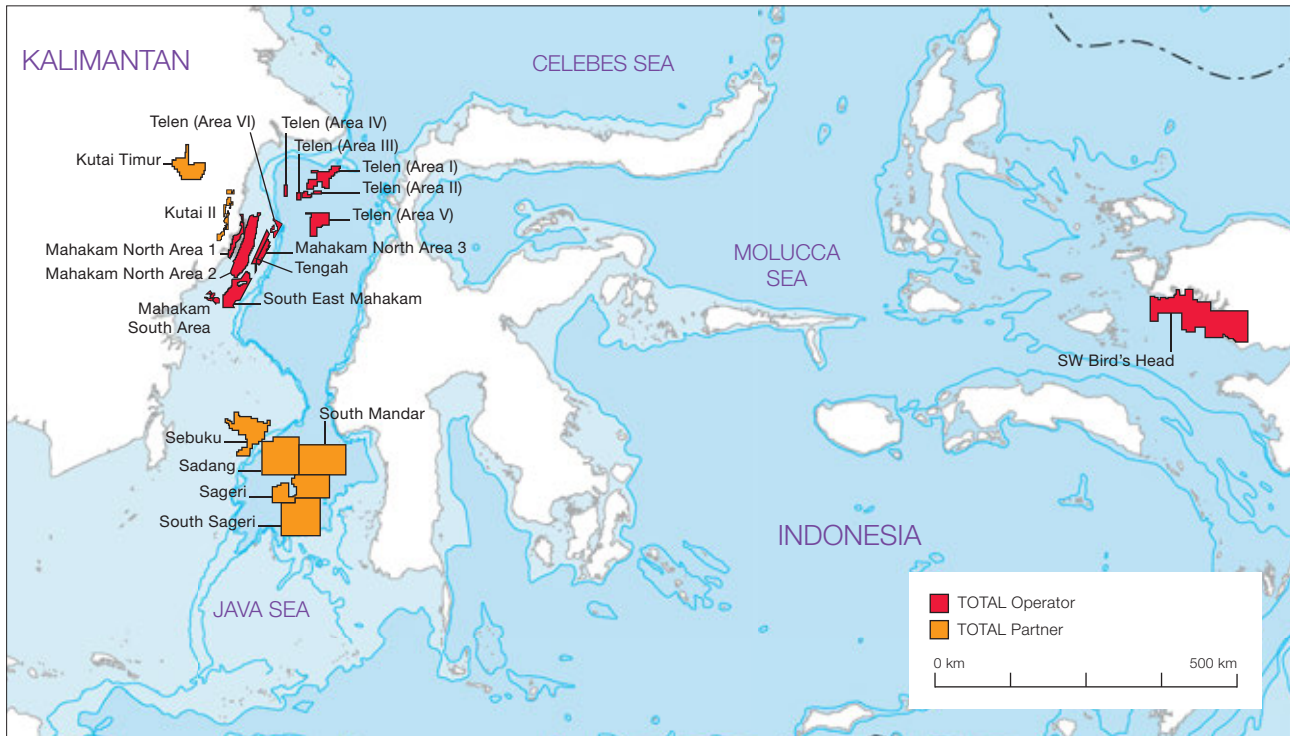 KALIMANTAN
CELEBES SEA
Telen (Area VI)
Telen (Area IV)
Telen (Area III)
Kutai Timur
Telen (Area I)
Telen (Area II)
Kutai II
Telen (Area V)
Mahakam North Area 1
Mahakam North Area 3
Mahakam North Area 2
Tengah
South East Mahakam
Mahakam
South Area
MOLUCCA
SEA
SW Bird's Head
South Mandar
Sebuku
Sadang
Sageri
South Sageri
INDONESIA
JAVA SEA
TOTAL Operator
TOTAL Partner
0 km
500 km